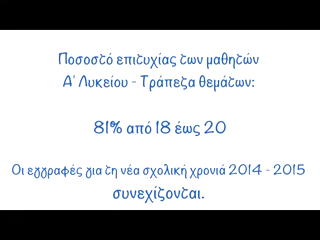 Ποσοστό επιτυχίας των μαθητών
Α' Λυκείου - Τράπεζα θεμάτων:
81% από 18 έως 20
Οι εγγραφές για τη νέα σχολική χρονιά 2014 - 2015
συνεχίζονται.